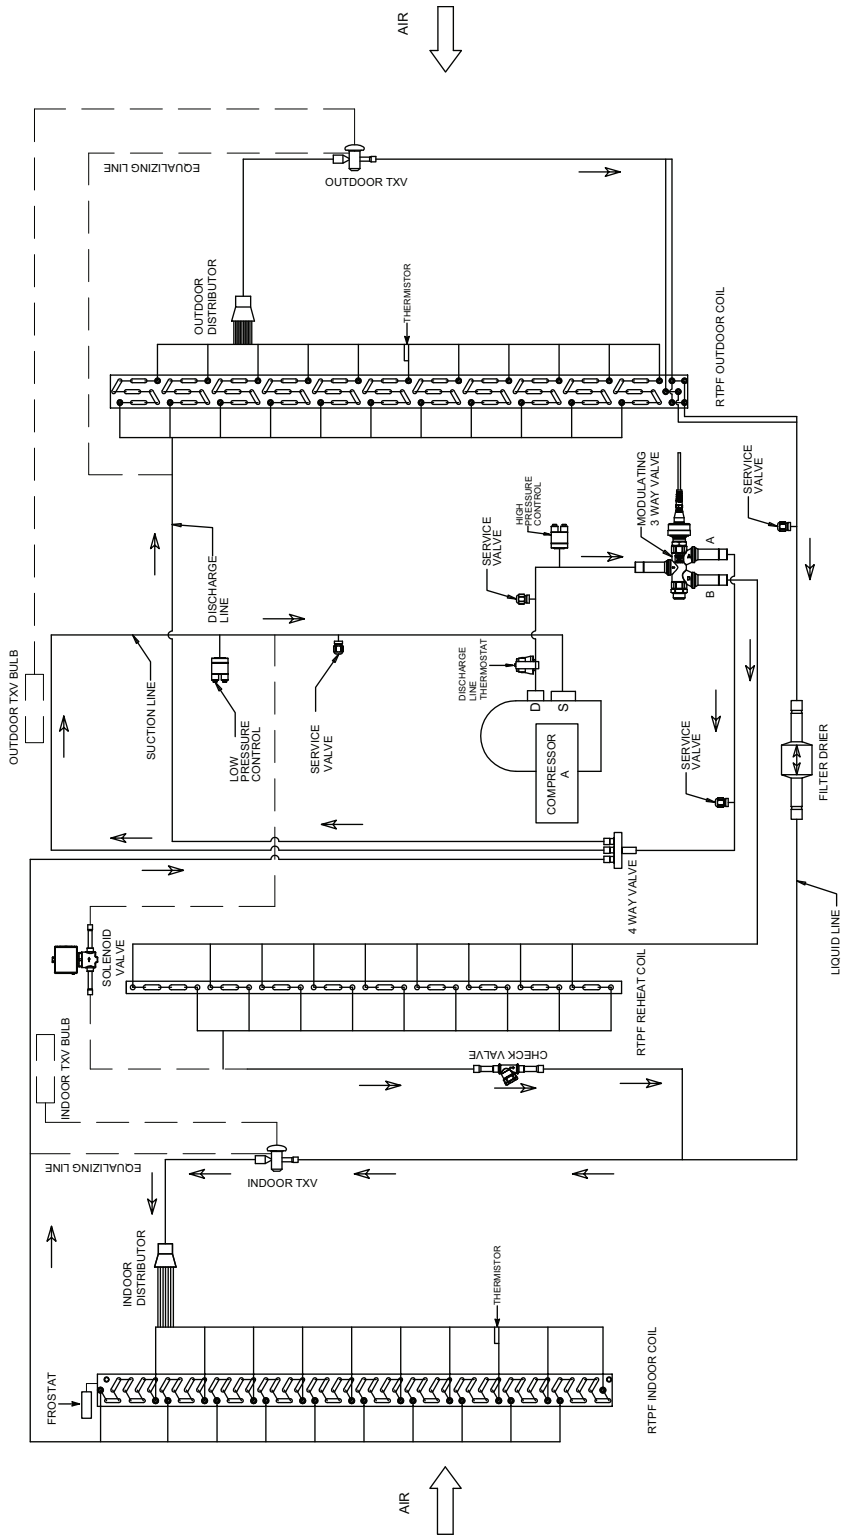 AIR
EQUALIZING LINE
OUTDOOR TXV
OUTDOOR
DISTRIBUTOR
THERMISTOR
RTPF OUTDOOR COIL
OUTDOOR TXV BULB
SUCTION LINE
DISCHARGE
LINE
LOW
PRESSURE
CONTROL
SERVICE
VALVE
DISCHARGE
LINE
THERMOSTAT
SERVICE
VALVE
HIGH
PRESSURE
CONTROL
MODULATING
3 WAY VALVE
A
B
SERVICE
VALVE
D
S
COMPRESSOR
A
SERVICE
VALVE
FILTER DRIER
4 WAY VALVE
LIQUID LINE
SOLENOID
VALVE
RTPF REHEAT COIL
INDOOR TXV BULB
CHECK VALVE
EQUALIZING LINE
INDOOR TXV
INDOOR
DISTRIBUTOR
THERMISTOR
FROSTAT
RTPF INDOOR COIL
AIR